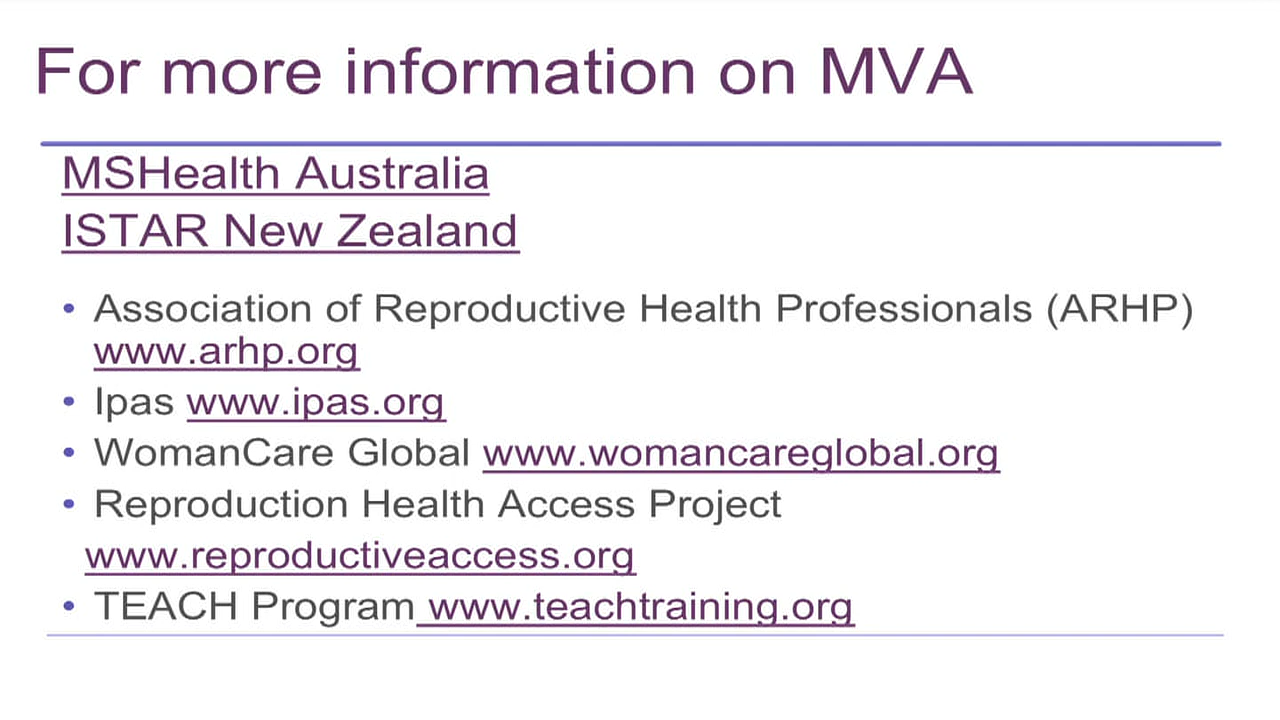 For more information on MVA
MSHealth Australia
ISTAR New Zealand
• Association of Reproductive Health Professionals (ARHP)
www.arhp.org
• Ipas www.ipas.org
• WomanCare Global www.womancareglobal.org
• Reproduction Health Access Project
www.reproductiveaccess.org
• TEACH Program www.teachtraining.org